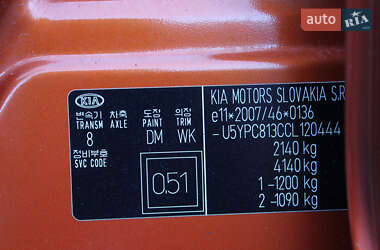 auto RIA
KIA
변속기 차축 도정 의정
TRANSM AXLE PAINT TRIM
8 DM WK
정비부호
SVC CODE
0.51
KIA MOTORS SLOVAKIA S.R
e11*2007/46*0136
-U5YPC813CCL120444
2140 kg
4140 kg
1 -1200 kg
2 -1090 kg